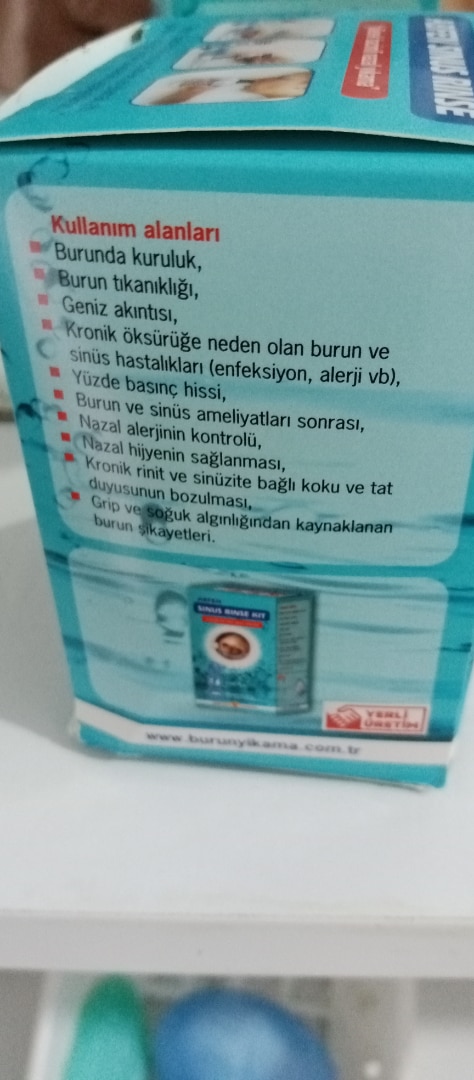 SINUS RINSE
Kullanım alanları
Burunda kuruluk,
Burun tıkanıklığı,
Geniz akıntısı,
Kronik öksürüğe neden olan burun ve
sinüs hastalıkları (enfeksiyon, alerji vb),
Yüzde basınç hissi,
Burun ve sinüs ameliyatları sonrası,
Nazal alerjinin kontrolü,
Nazal hijyenin sağlanması,
Kronik rinit ve sinüzite bağlı koku ve tat
duyusunun bozulması,
Grip ve soğuk algınlığından kaynaklanan
burun şikayetleri.
SINUS RINSE KIT
YERLİ
ÜRETİM
www.burunyikama.com.tr